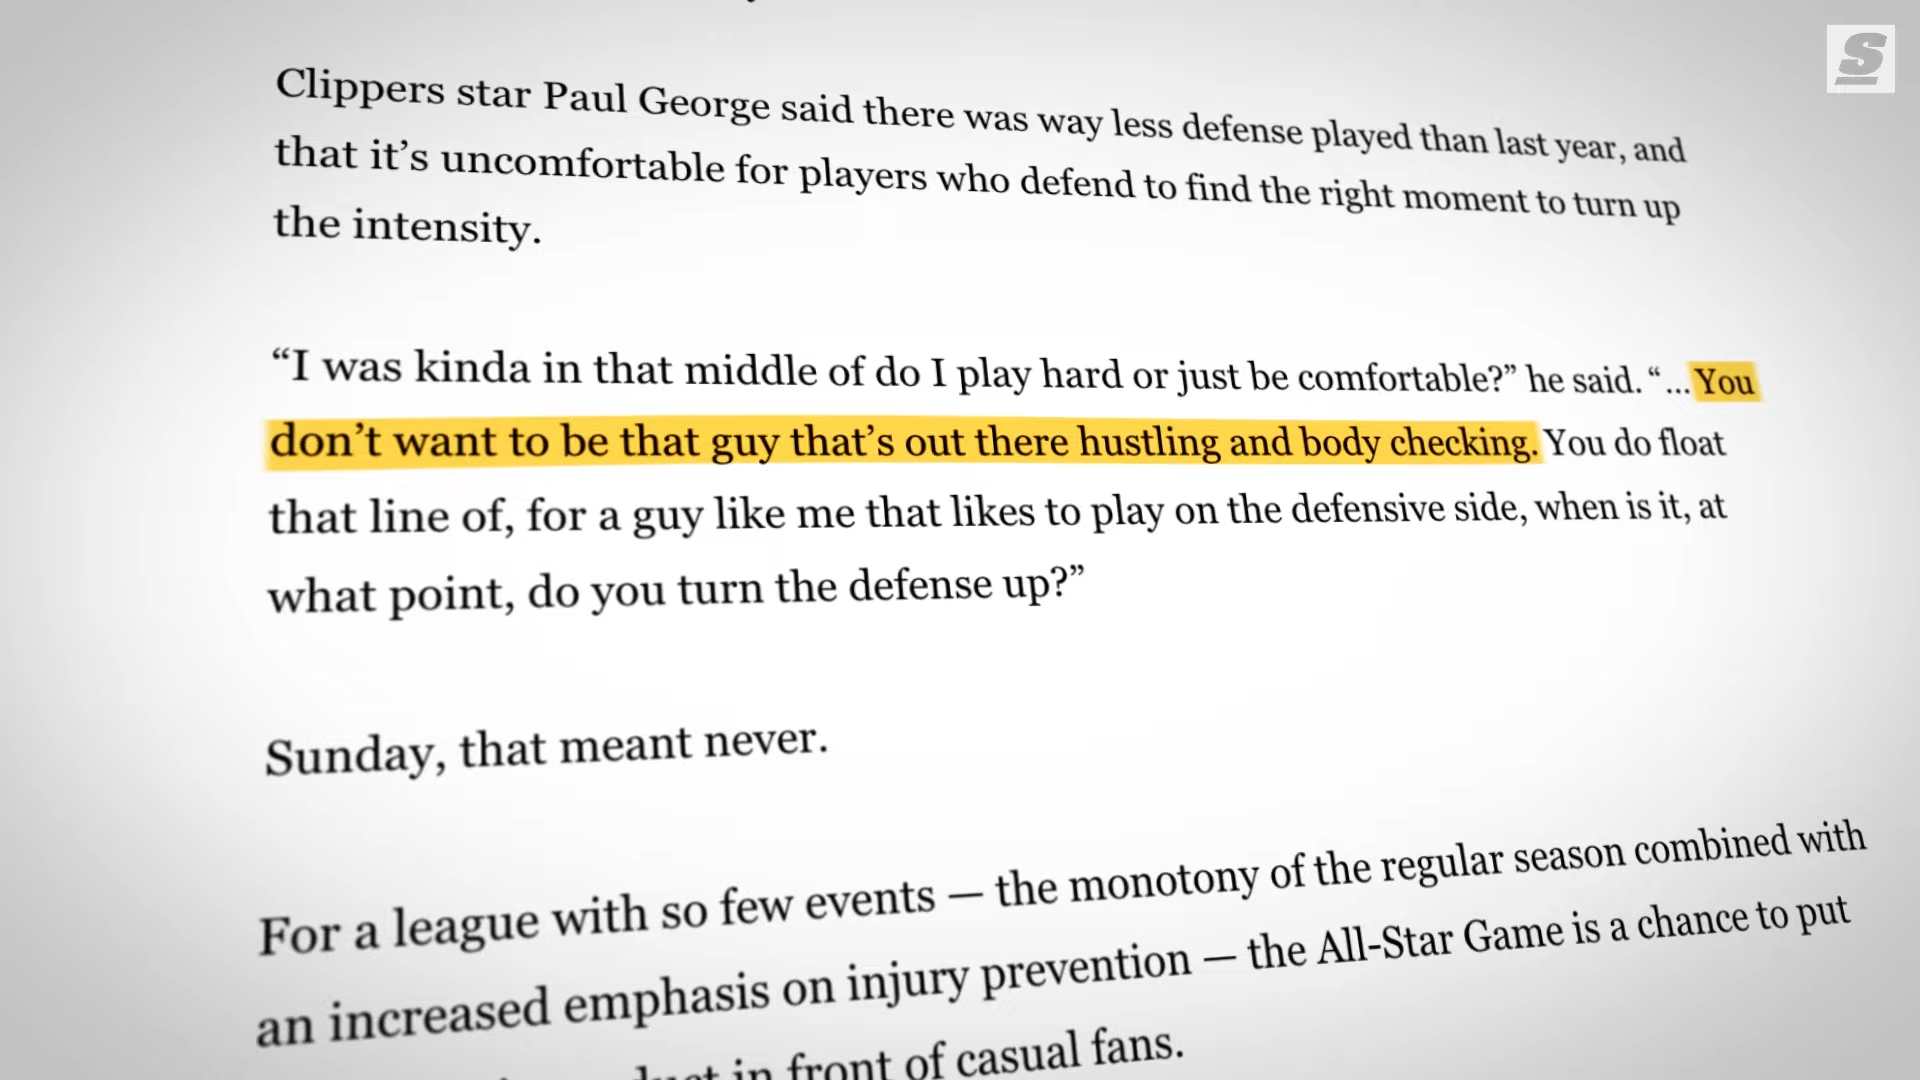 Clippers star Paul George said there was way less defense played than last year, and
that it’s uncomfortable for players who defend to find the right moment to turn up
the intensity.
“I was kinda in that middle of do I play hard or just be comfortable?” he said. “...You
don’t want to be that guy that’s out there hustling and body checking. You do float
that line of, for a guy like me that likes to play on the defensive side, when is it, at
what point, do you turn the defense up?”
Sunday, that meant never.
For a league with so few events — the monotony of the regular season combined with
an increased emphasis on injury prevention — the All-Star Game is a chance to put
in front of casual fans.
S